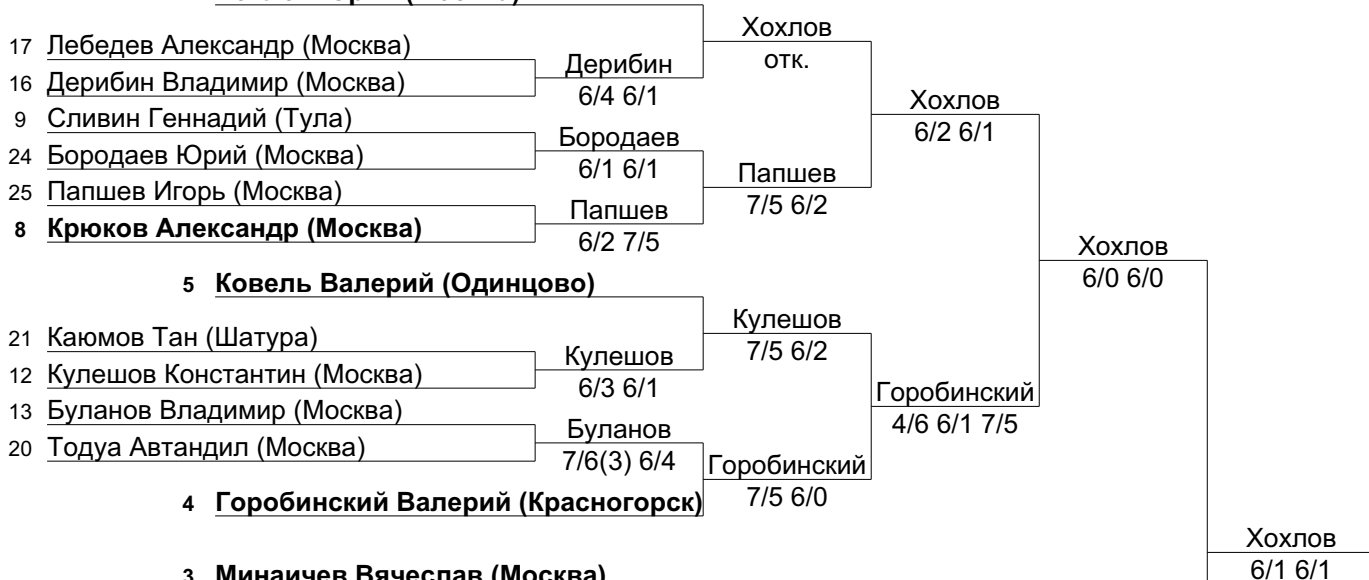 Хохлов
17 Лебедев Александр (Москва)
отк.
Дерибин
16 Дерибин Владимир (Москва)
6/4 6/1
Хохлов
9 Сливин Геннадий (Тула)
6/2 6/1
Бородаев
24 Бородаев Юрий (Москва)
6/1 6/1
Папшев
25 Папшев Игорь (Москва)
7/5 6/2
Папшев
8 Крюков Александр (Москва)
6/2 7/5
Хохлов
6/0 6/0
5 Ковель Валерий (Одинцово)
Кулешов
21 Каюмов Тан (Шатура)
7/5 6/2
Кулешов
12 Кулешов Константин (Москва)
6/3 6/1
Горобинский
13 Буланов Владимир (Москва)
4/6 6/1 7/5
Буланов
20 Тодуа Автандил (Москва)
7/6(3) 6/4
Горобинский
4 Горобинский Валерий (Красногорск)
7/5 6/0
Хохлов
6/1 6/1
3 Минаичев Вячеслав (Москва)